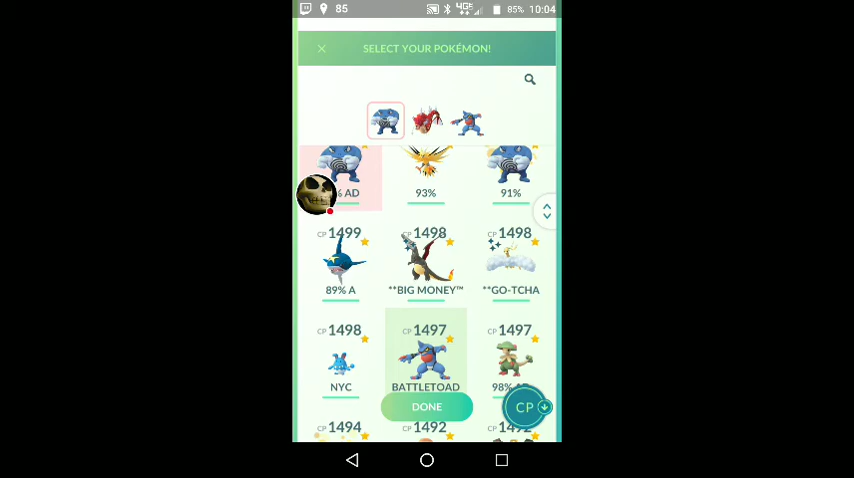 85 4GE 85% 10:04
SELECT YOUR POKÉMON!
% AD 93% 91%
CP 1499 CP 1498 CP 1498
89% A **BIG MONEY™ **GO-TCHA
CP 1498 CP 1497 CP 1497
NYC BATTLETOAD 98%
DONE
CP
CP 1494 CP 1492